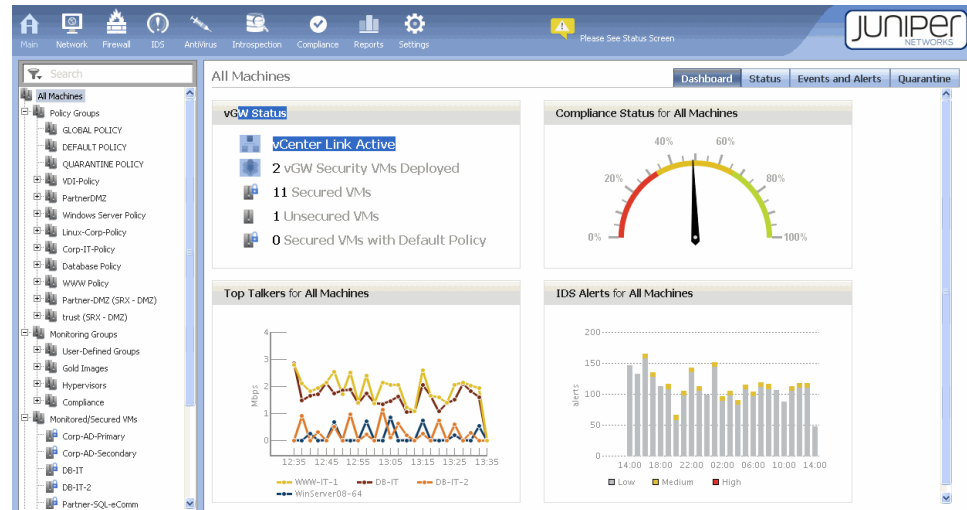 Main Network Firewall IDS AntiVirus Introspection Compliance Reports Settings
Please See Status Screen
JUNIPER
NETWORKS
Search
All Machines
Policy Groups
GLOBAL POLICY
DEFAULT POLICY
QUARANTINE POLICY
VDI-Policy
PartnerDMZ
Windows Server Policy
Linux-Corp-Policy
Corp-IT-Policy
Database Policy
WWW Policy
Partner-DMZ (SRX - DMZ)
trust (SRX - DMZ)
Monitoring Groups
User-Defined Groups
Gold Images
Hypervisors
Compliance
Monitored/Secured VMs
Corp-AD-Primary
Corp-AD-Secondary
DB-IT
DB-IT-2
Partner-SQL-eComm
All Machines
Dashboard Status Events and Alerts Quarantine
vGW Status
vCenter Link Active
2 vGW Security VMs Deployed
11 Secured VMs
1 Unsecured VMs
0 Secured VMs with Default Policy
Compliance Status for All Machines
40% 60%
20% 80%
0% 100%
Top Talkers for All Machines
4
3
2
1
0
Mbps
12:35 12:45 12:55 13:05 13:15 13:25 13:35
WWW-IT-1 DB-IT DB-IT-2
WinServer08-64
IDS Alerts for All Machines
200
150
100
50
0
alerts
14:00 18:00 22:00 02:00 06:00 10:00 14:00
Low Medium High